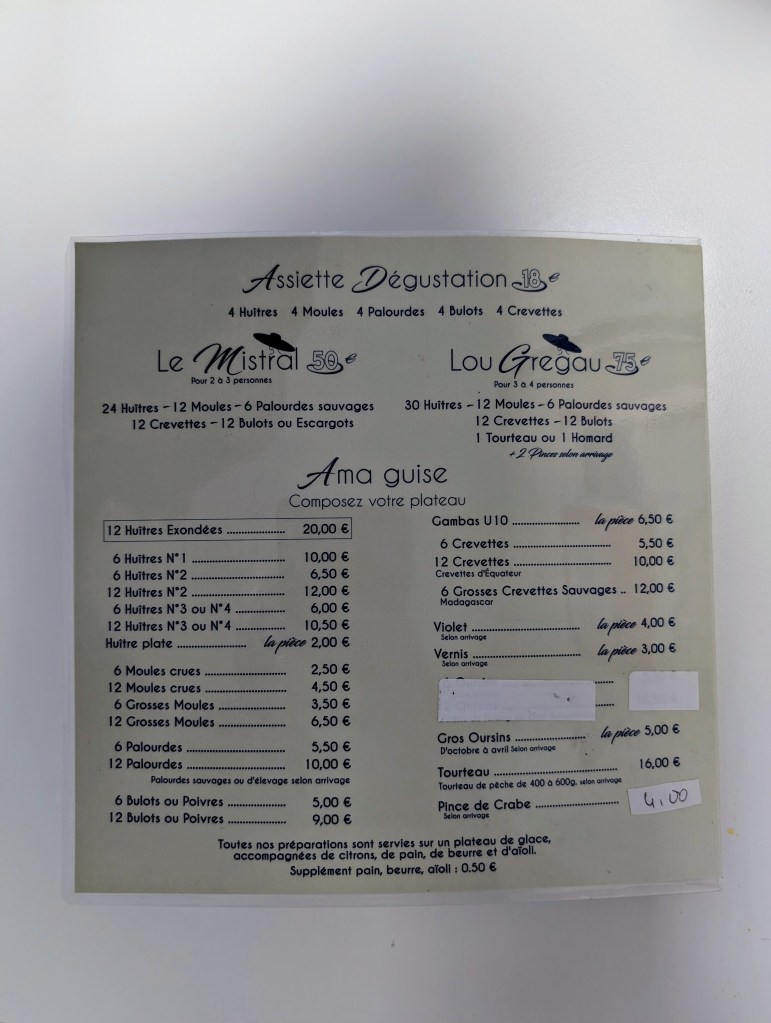 Assiette Dégustation 18 €
4 Huîtres 4 Moules 4 Palourdes 4 Bulots 4 Crevettes
Le Mistral 50 €
Pour 2 à 3 personnes
24 Huîtres – 12 Moules – 6 Palourdes sauvages
12 Crevettes – 12 Bulots ou Escargots
Lou Gregau 75 €
Pour 3 à 4 personnes
30 Huîtres – 12 Moules – 6 Palourdes sauvages
12 Crevettes – 12 Bulots
1 Tourteau ou 1 Homard
+ 2 Pinces selon arrivage
A ma guise
Composez votre plateau
12 Huîtres Exondées .................... 20,00 €
6 Huîtres N°1 ................................ 10,00 €
6 Huîtres N°2 ................................ 6,50 €
12 Huîtres N°2 ............................... 12,00 €
6 Huîtres N°3 ou N°4 ................. 6,00 €
12 Huîtres N°3 ou N°4 ................ 10,50 €
Huître plate ........................ la pièce 2,00 €
6 Moules crues ............................ 2,50 €
12 Moules crues ........................... 4,50 €
6 Grosses Moules ....................... 3,50 €
12 Grosses Moules ...................... 6,50 €
6 Palourdes .................................. 5,50 €
12 Palourdes ................................. 10,00 €
Palourdes sauvages ou d'élevage selon arrivage
6 Bulots ou Poivres .................... 5,00 €
12 Bulots ou Poivres .................... 9,00 €
Gambas U10 ....................... la pièce 6,50 €
6 Crevettes .................................. 5,50 €
12 Crevettes ................................. 10,00 €
Crevettes d'Équateur
6 Grosses Crevettes Sauvages .. 12,00 €
Madagascar
Violet ...................................... la pièce 4,00 €
Selon arrivage
Vernis ..................................... la pièce 3,00 €
Selon arrivage
Gros Oursins ........................ la pièce 5,00 €
D'octobre à avril Selon arrivage
Tourteau ........................................... 16,00 €
Tourteau de pèche de 400 à 600g. selon arrivage
Pince de Crabe ............................ 4,00
Selon arrivage
Toutes nos préparations sont servies sur un plateau de glace,
accompagnées de citrons, de pain, de beurre et d'aïoli.
Supplément pain, beurre, aïoli : 0.50 €